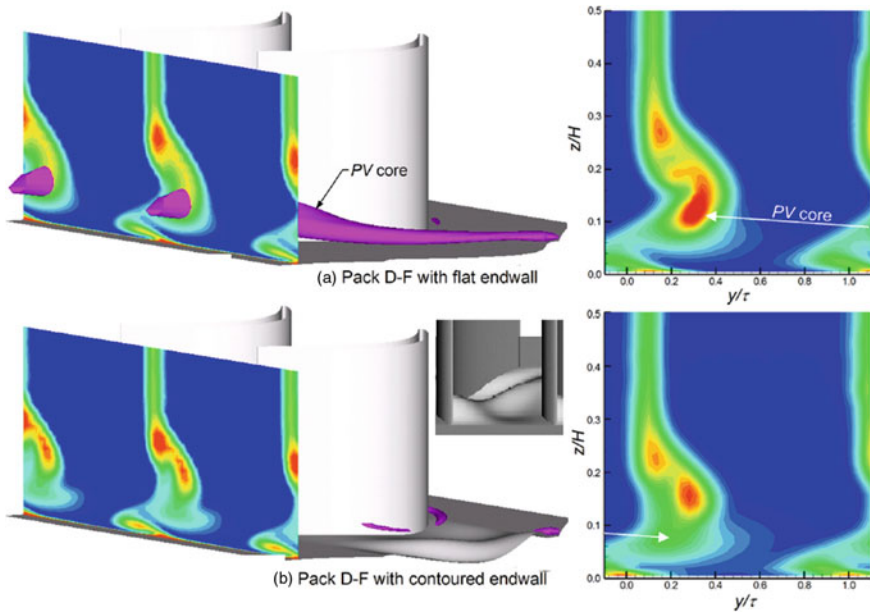 0.5
0.4
z/H
0.3
0.2
0.1
0.0
PV core
PV core
0.0 0.2 0.4 0.6 0.8 1.0
y/τ
(a) Pack D-F with flat endwall
0.5
0.4
z/H
0.3
0.2
0.1
0.0
0.0 0.2 0.4 0.6 0.8 1.0
y/τ
(b) Pack D-F with contoured endwall